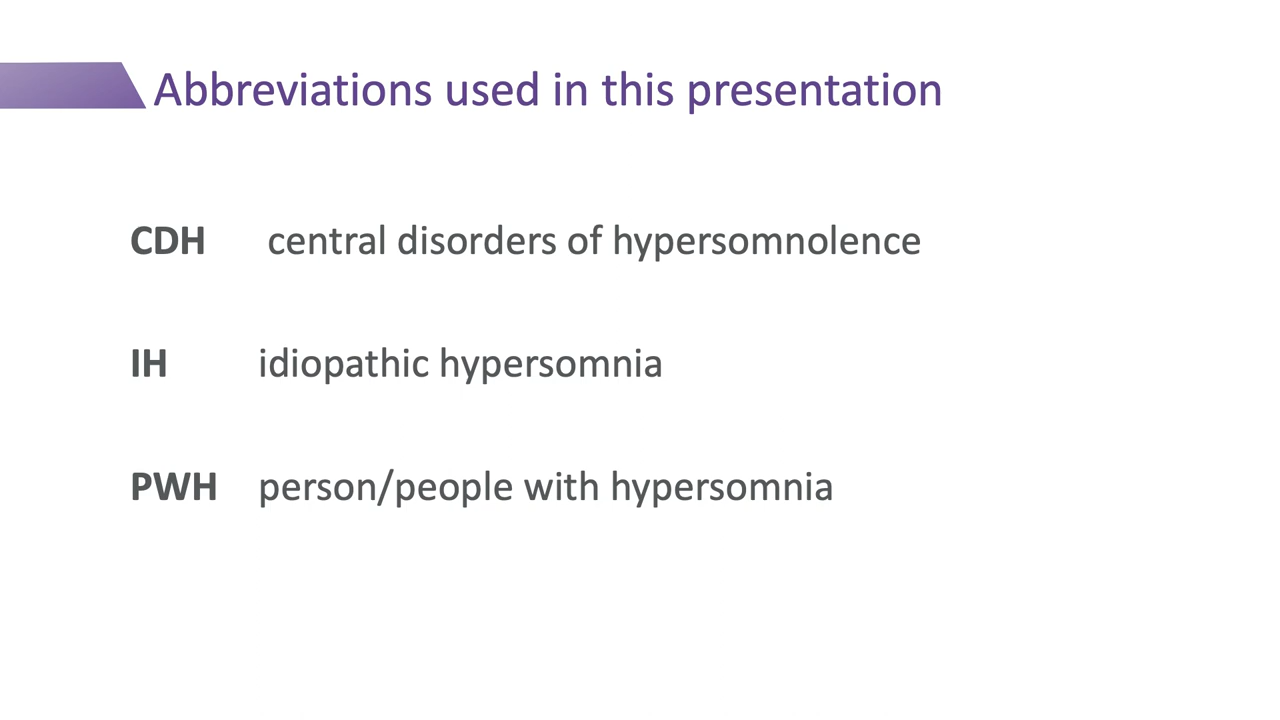 Abbreviations used in this presentation
CDH central disorders of hypersomnolence
IH idiopathic hypersomnia
PWH person/people with hypersomnia